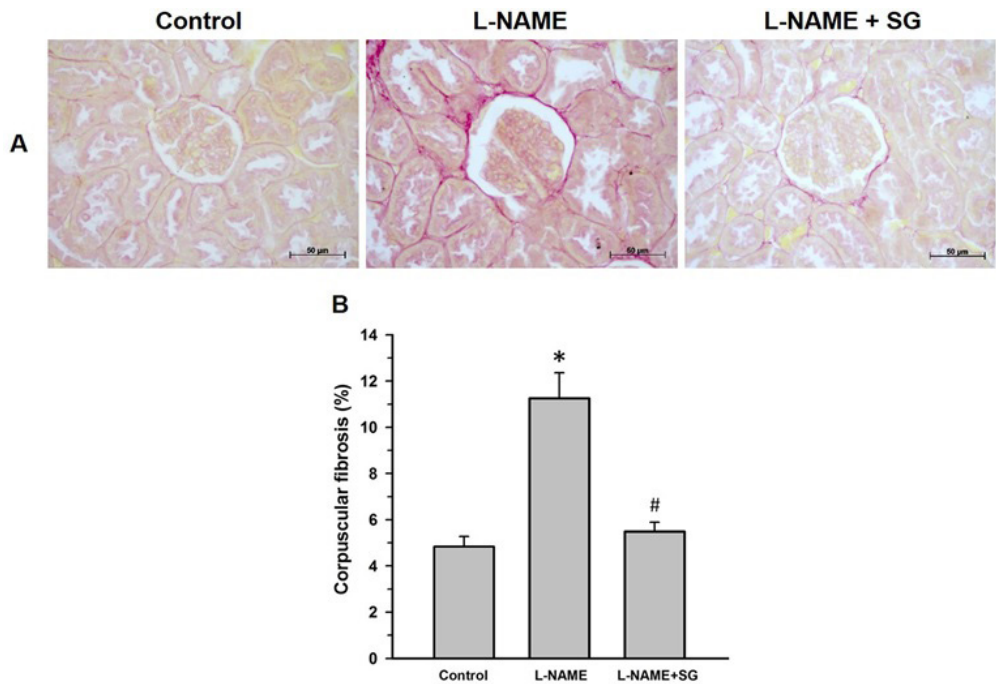 Control L-NAME L-NAME + SG
A
50 µm 50 µm 50 µm
B
Corpuscular fibrosis (%)
14
12
10
8
6
4
2
0
*
#
Control L-NAME L-NAME+SG